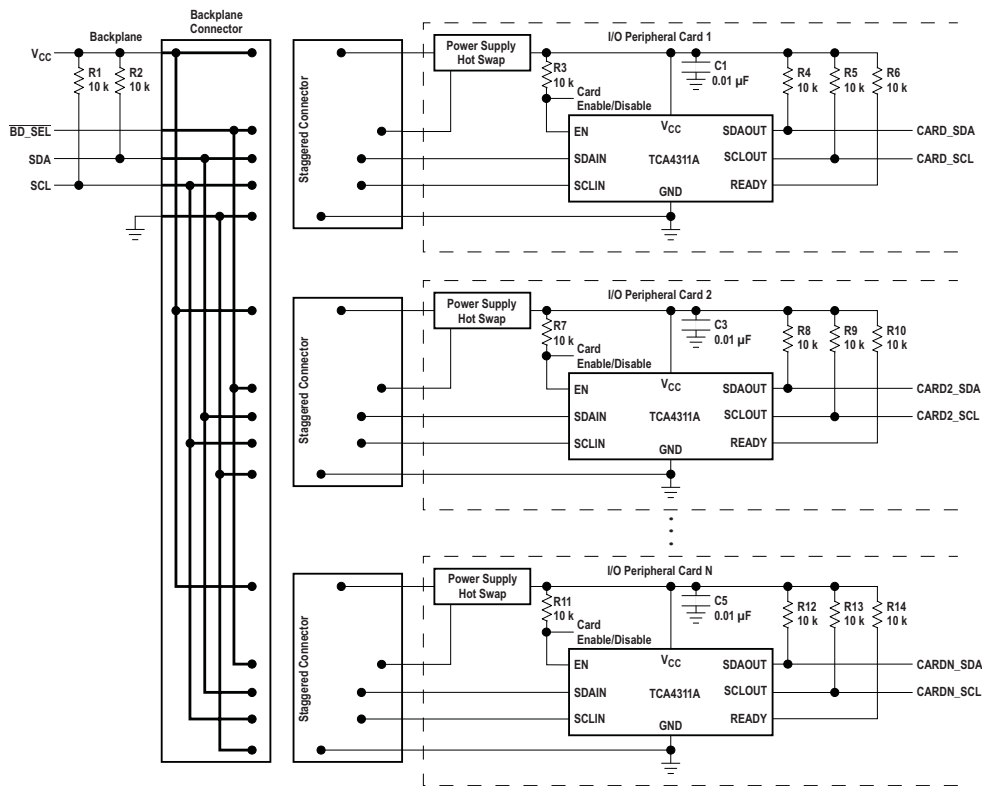 Backplane
Connector
Backplane
VCC
R1
10 k
R2
10 k
BD_SEL
SDA
SCL
Staggered Connector
Power Supply
Hot Swap
I/O Peripheral Card 1
R3
10 k
Card
Enable/Disable
C1
0.01 µF
R4
10 k
R5
10 k
R6
10 k
EN
VCC
SDAOUT
CARD_SDA
SDAIN
TCA4311A
SCLOUT
CARD_SCL
SCLIN
GND
READY
Staggered Connector
Power Supply
Hot Swap
I/O Peripheral Card 2
R7
10 k
Card
Enable/Disable
C3
0.01 µF
R8
10 k
R9
10 k
R10
10 k
EN
VCC
SDAOUT
CARD2_SDA
SDAIN
TCA4311A
SCLOUT
CARD2_SCL
SCLIN
GND
READY
Staggered Connector
Power Supply
Hot Swap
I/O Peripheral Card N
R11
10 k
Card
Enable/Disable
C5
0.01 µF
R12
10 k
R13
10 k
R14
10 k
EN
VCC
SDAOUT
CARDN_SDA
SDAIN
TCA4311A
SCLOUT
CARDN_SCL
SCLIN
GND
READY